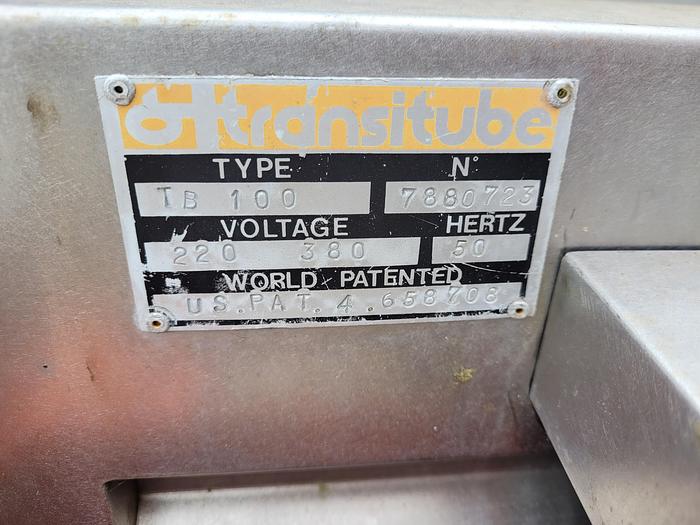 transitube
TYPE N°
TB 100 7880723
VOLTAGE HERTZ
220 380 50
WORLD PATENTED
US.PAT.4.658708